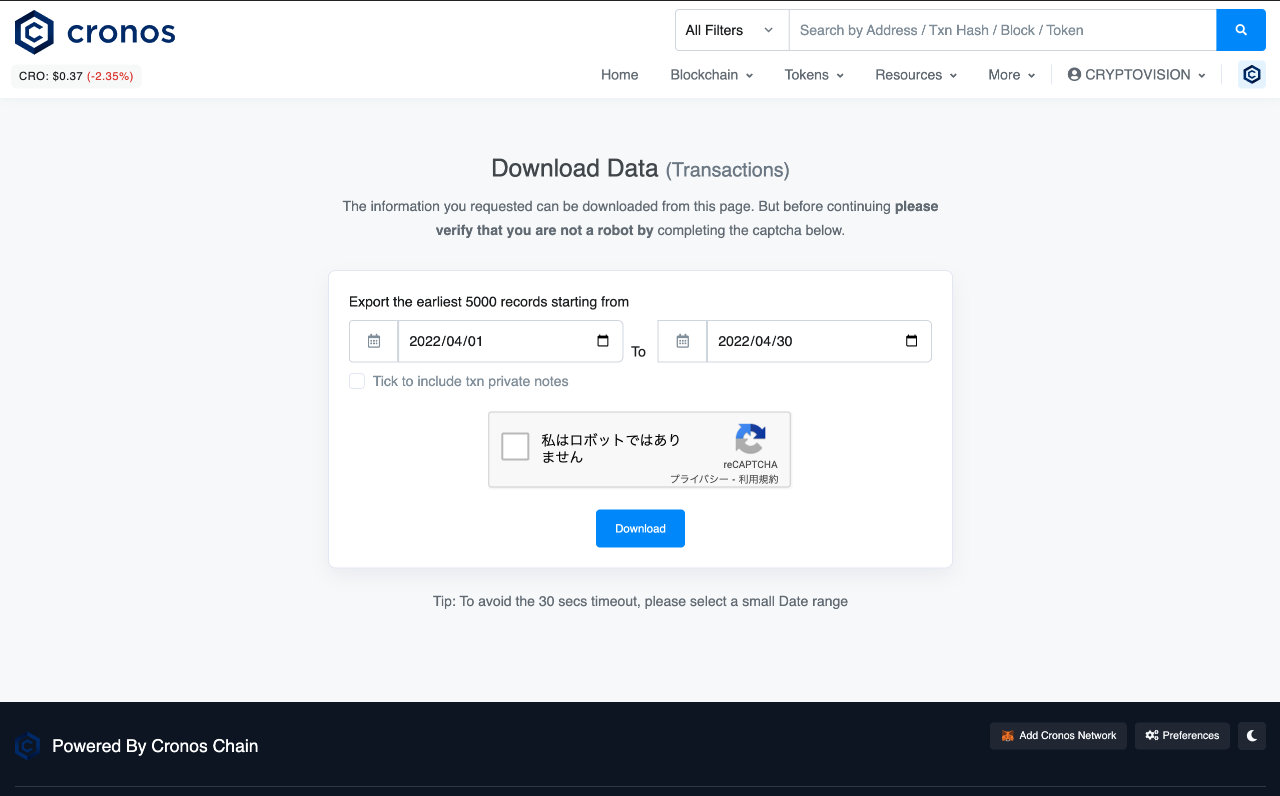 cronos
All Filters
Search by Address / Txn Hash / Block / Token
CRO: $0.37 (-2.35%)
Home
Blockchain
Tokens
Resources
More
CRYPTOVISION
Download Data (Transactions)
The information you requested can be downloaded from this page. But before continuing please
verify that you are not a robot by completing the captcha below.
Export the earliest 5000 records starting from
2022/04/01
To
2022/04/30
Tick to include txn private notes
私はロボットではあり
ません
reCAPTCHA
プライバシー - 利用規約
Download
Tip: To avoid the 30 secs timeout, please select a small Date range
Powered By Cronos Chain
Add Cronos Network
Preferences